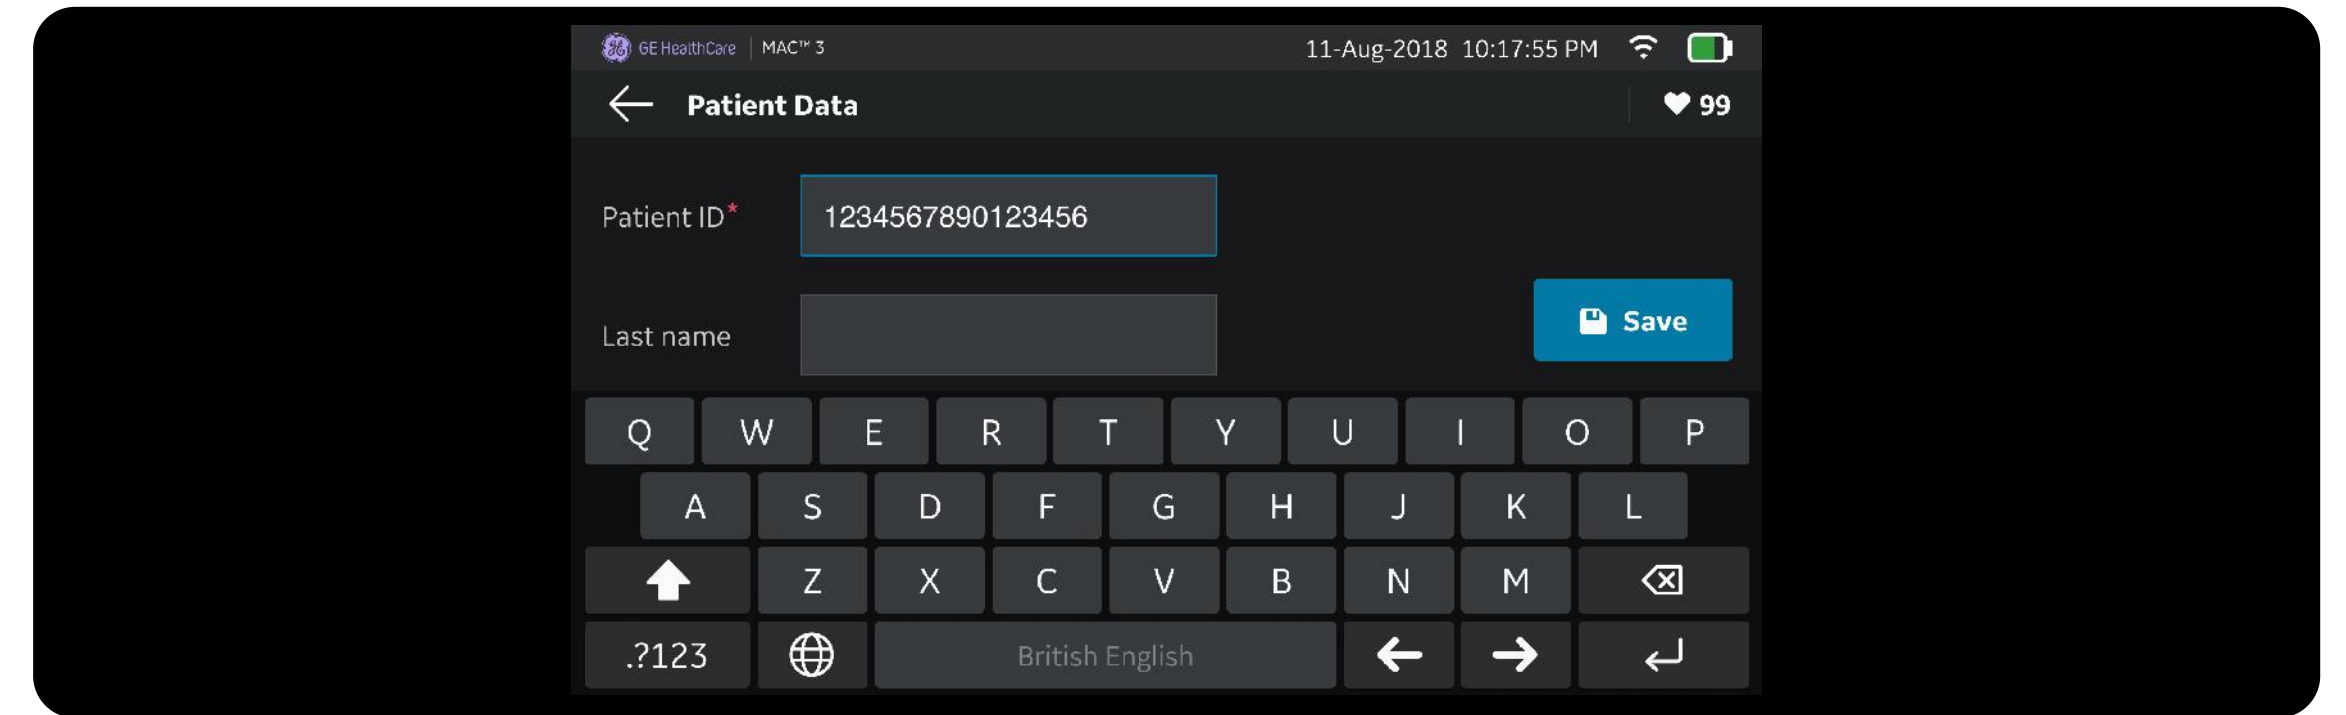 GE HealthCare | MAC™ 3 11-Aug-2018 10:17:55 PM
Patient Data 99
Patient ID* 1234567890123456
Last name
Save
Q W E R T Y U I O P
A S D F G H J K L
Z X C V B N M
.?123 British English